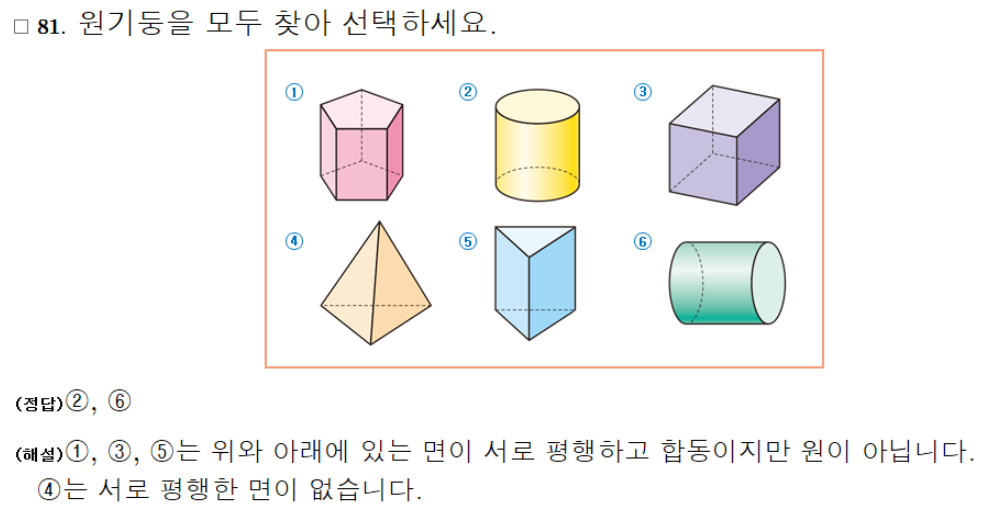 □ 81. 원기둥을 모두 찾아 선택하세요.
① ② ③
④ ⑤ ⑥
(정답)②, ⑥
(해설)①, ③, ⑤는 위와 아래에 있는 면이 서로 평행하고 합동이지만 원이 아닙니다.
④는 서로 평행한 면이 없습니다.